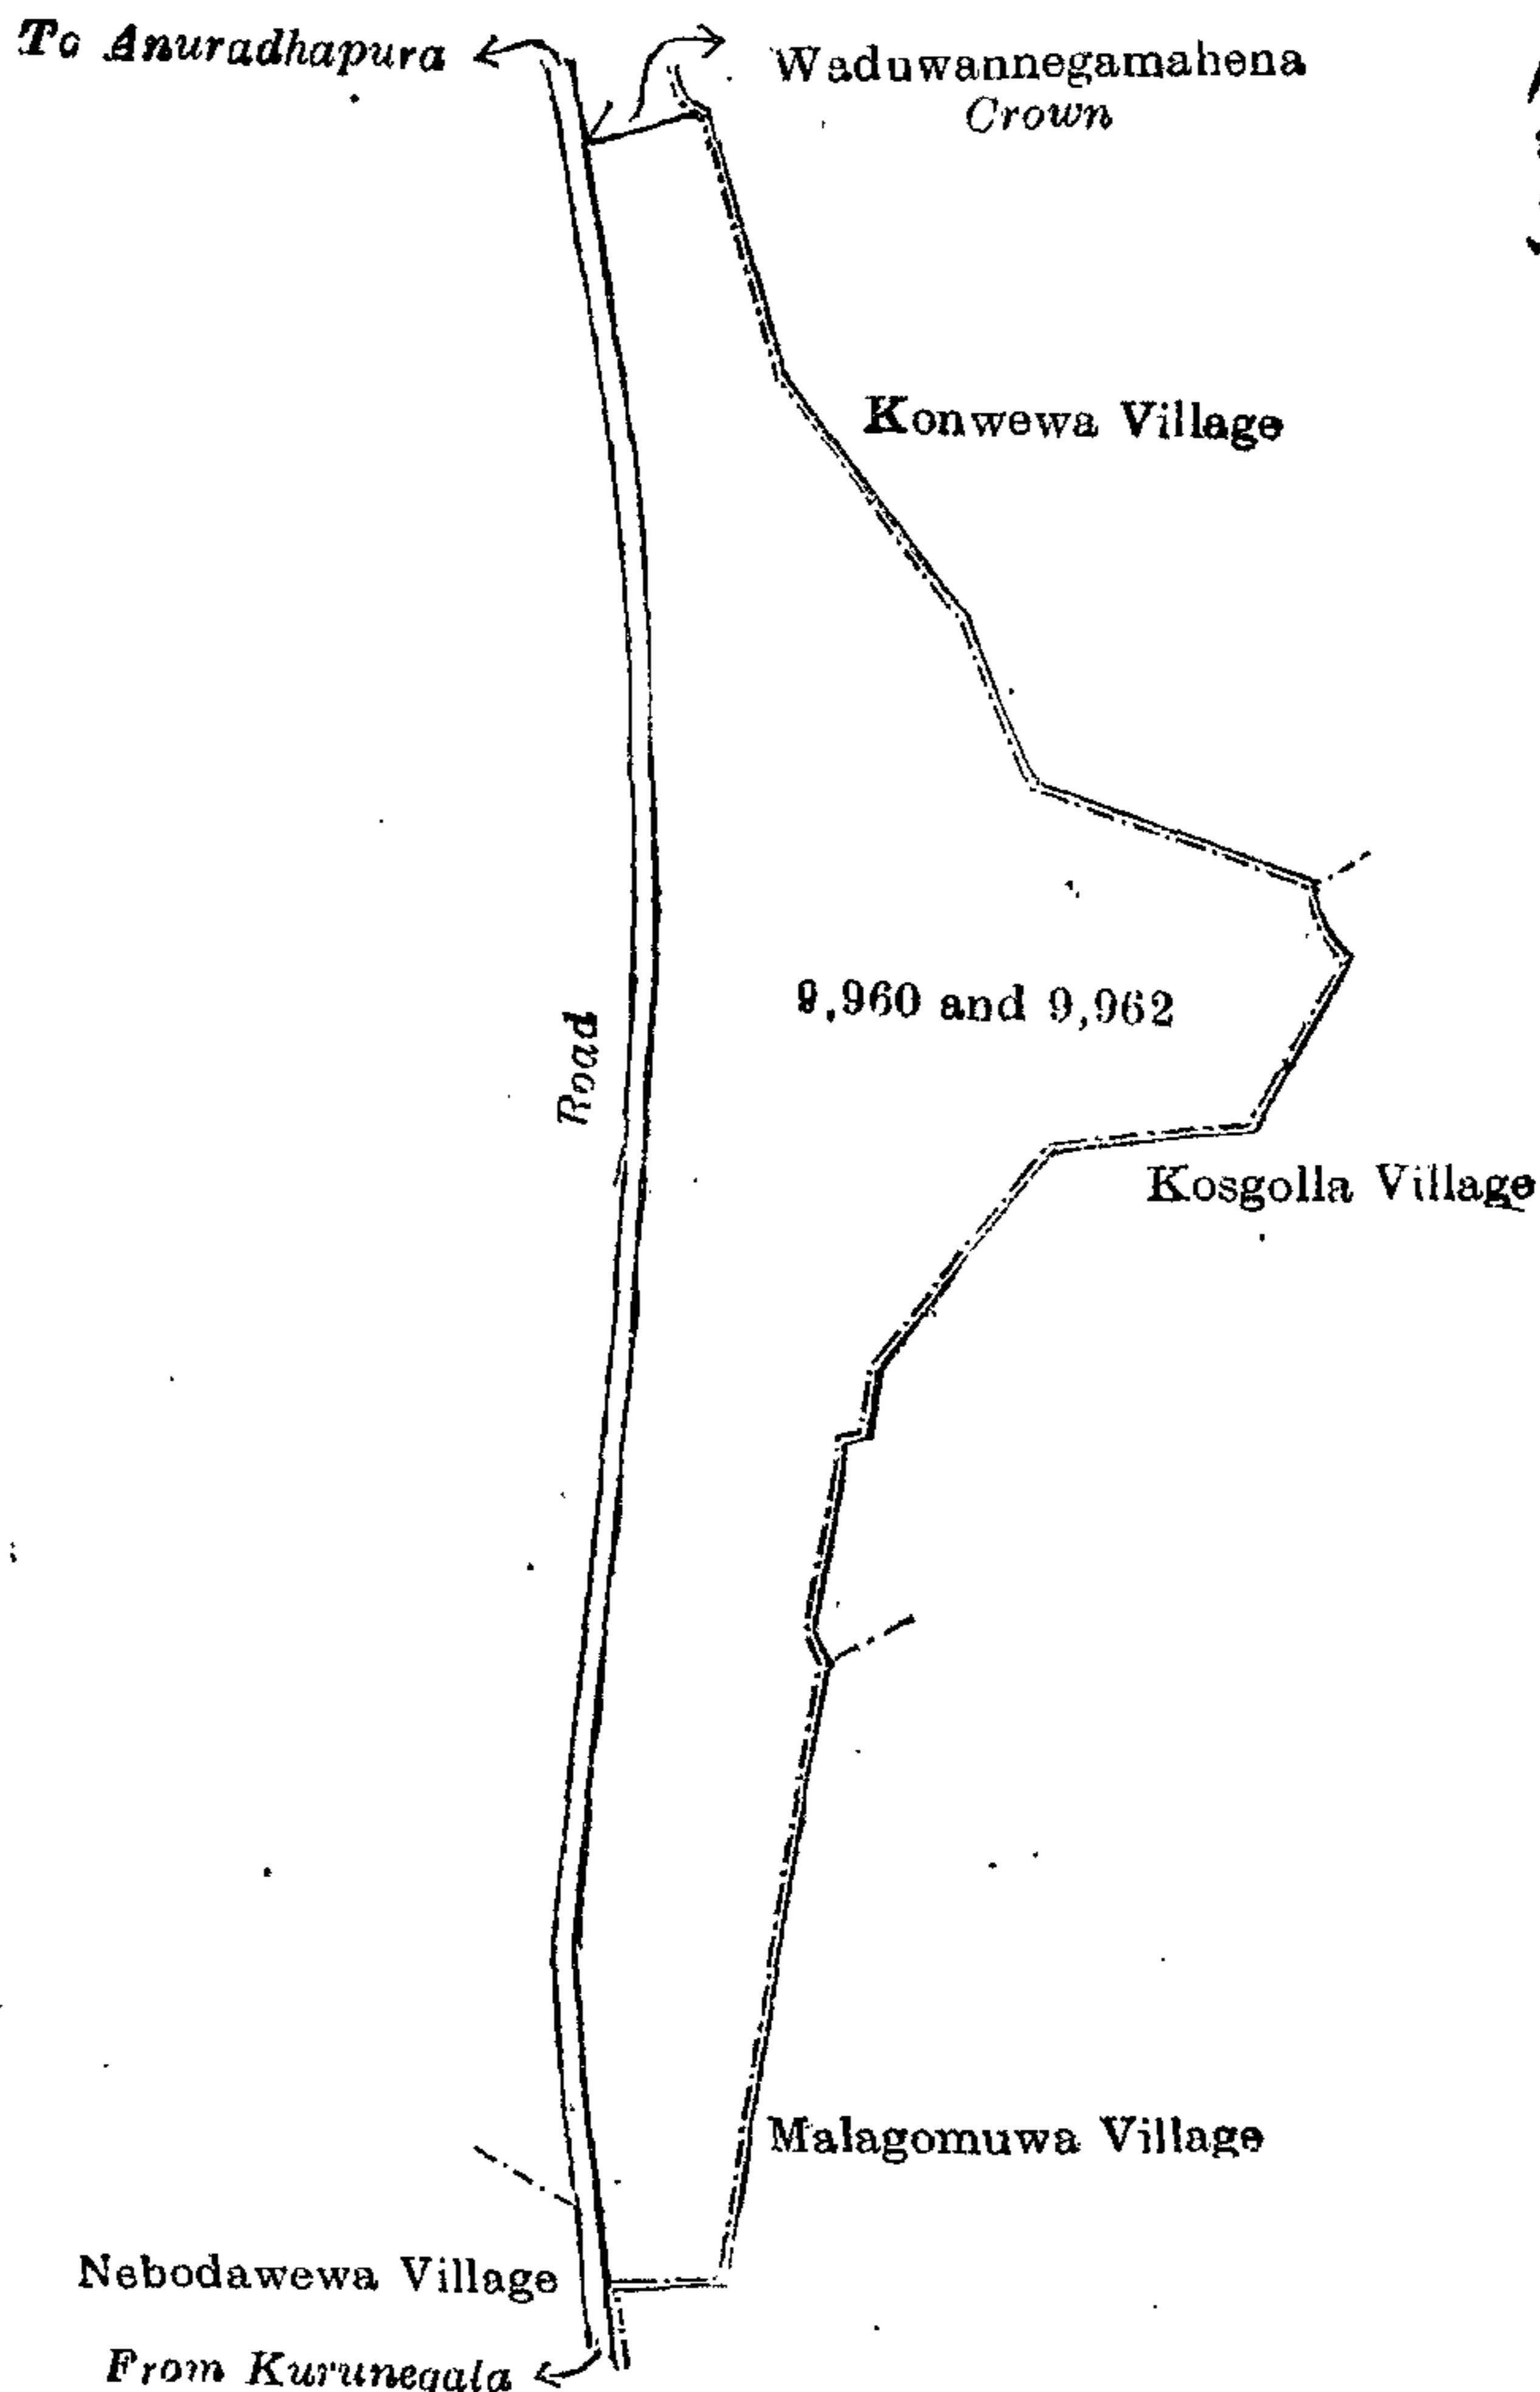 To Anuradhapura
Waduwannegamahena
Crown
Konwewa Village
9,960 and 9,962
Road
Kosgolla Village
Malagomuwa Village
Nebodawewa Village
From Kurunegala